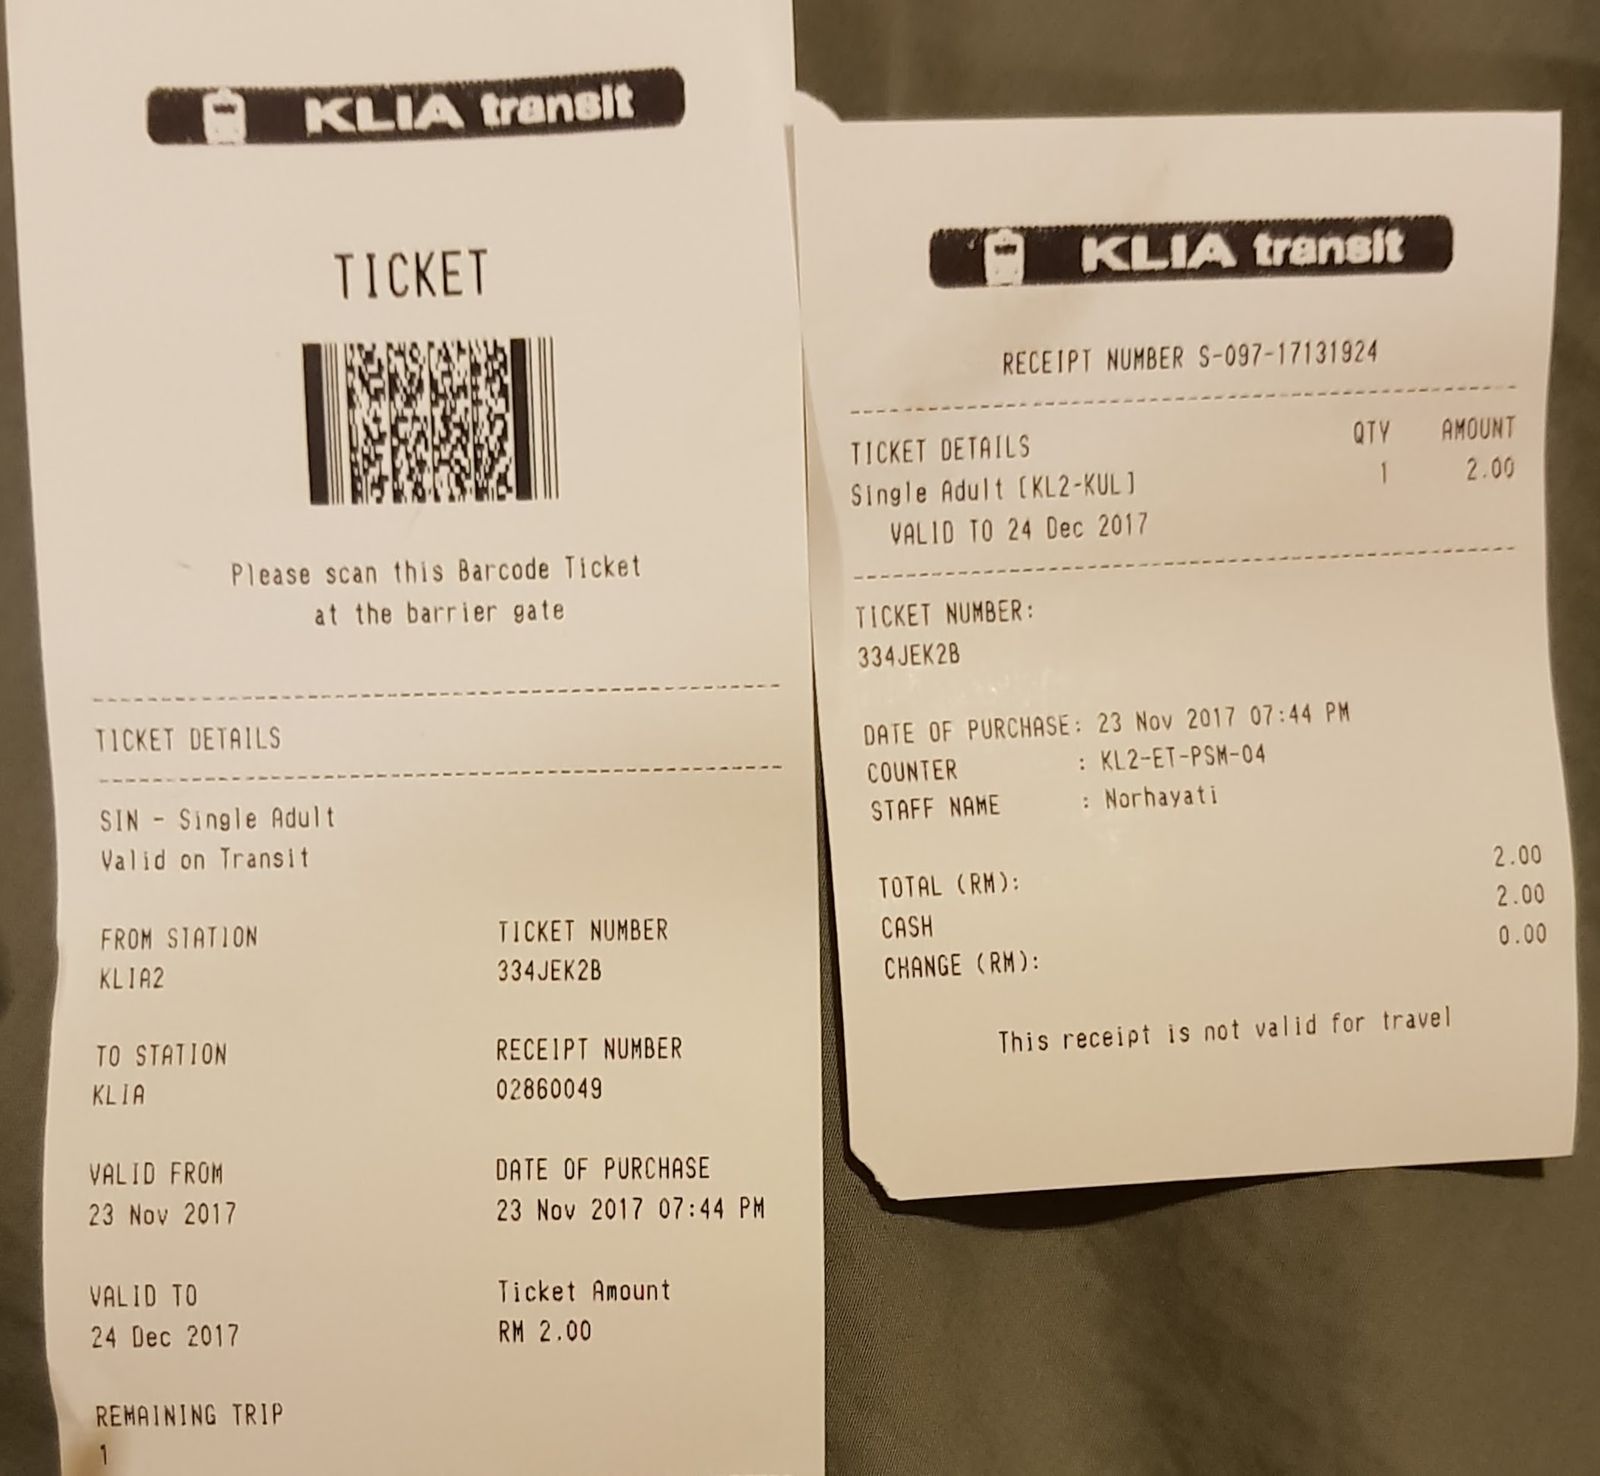 KLIA transit
TICKET
Please scan this Barcode Ticket
at the barrier gate
TICKET DETAILS
SIN - Single Adult
Valid on Transit
FROM STATION
KLIA2
TICKET NUMBER
334JEK2B
TO STATION
KLIA
RECEIPT NUMBER
02860049
VALID FROM
23 Nov 2017
DATE OF PURCHASE
23 Nov 2017 07:44 PM
VALID TO
24 Dec 2017
Ticket Amount
RM 2.00
REMAINING TRIP
1
KLIA transit
RECEIPT NUMBER S-097-17131924
TICKET DETAILS QTY AMOUNT
Single Adult [KL2-KUL] 1 2.00
VALID TO 24 Dec 2017
TICKET NUMBER:
334JEK2B
DATE OF PURCHASE: 23 Nov 2017 07:44 PM
COUNTER : KL2-ET-PSM-04
STAFF NAME : Norhayati
TOTAL (RM): 2.00
CASH 2.00
CHANGE (RM): 0.00
This receipt is not valid for travel